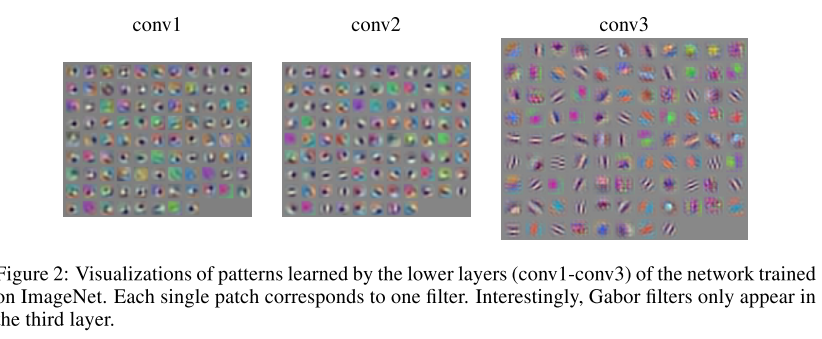 conv1 conv2 conv3
Figure 2: Visualizations of patterns learned by the lower layers (conv1-conv3) of the network trained
on ImageNet. Each single patch corresponds to one filter. Interestingly, Gabor filters only appear in
the third layer.